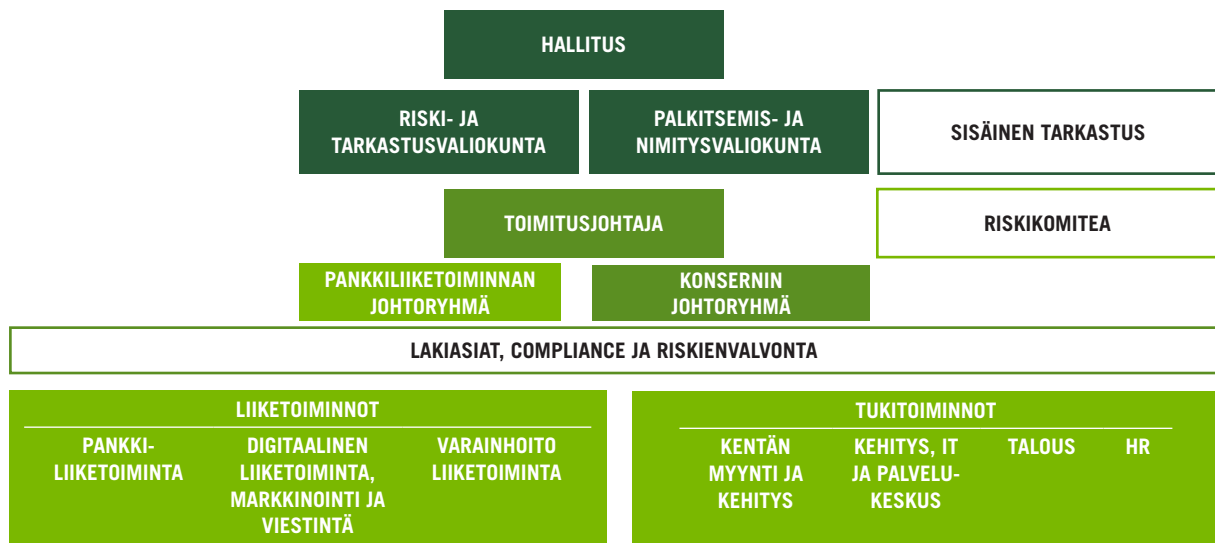 HALLITUS
RISKI- JA
TARKASTUSVALIOKUNTA
PALKITSEMIS- JA
NIMITYSVALIOKUNTA
SISÄINEN TARKASTUS
TOIMITUSJOHTAJA
RISKIKOMITEA
PANKKILIIKETOIMINNAN
JOHTORYHMÄ
KONSERNIN
JOHTORYHMÄ
LAKIASIAT, COMPLIANCE JA RISKIENVALVONTA
LIIKETOIMINNOT
PANKKI-
LIIKETOIMINTA
DIGITAALINEN
LIIKETOIMINTA,
MARKKINOINTI JA
VIESTINTÄ
VARAINHOITO
LIIKETOIMINTA
TUKITOIMINNOT
KENTÄN
MYYNTI JA
KEHITYS
KEHITYS, IT
JA PALVELU-
KESKUS
TALOUS
HR